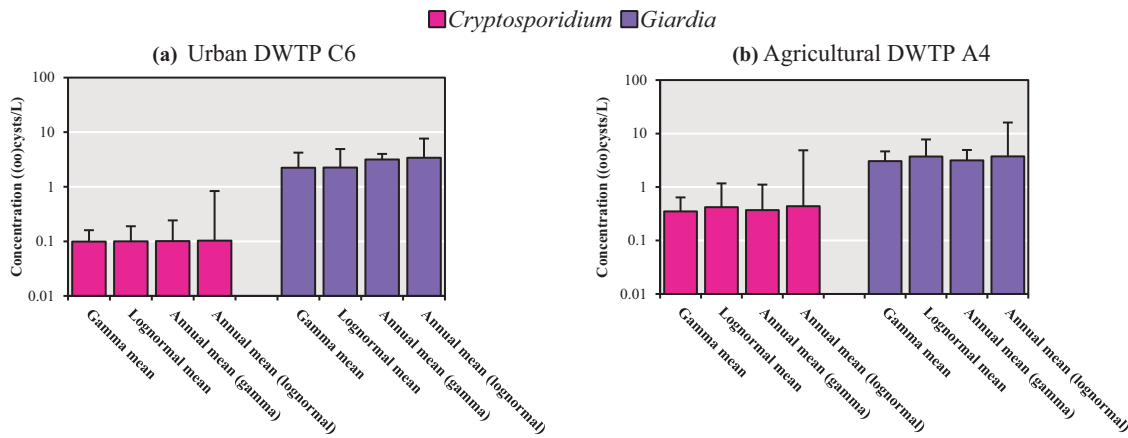 Cryptosporidium Giardia
(a) Urban DWTP C6
Concentration ((oo)cysts/L)
100
10
1
0.1
0.01
Gamma mean
Lognormal mean
Annual mean (gamma)
Annual mean (lognormal)
Gamma mean
Lognormal mean
Annual mean (gamma)
Annual mean (lognormal)
(b) Agricultural DWTP A4
Concentration ((oo)cysts/L)
100
10
1
0.1
0.01
Gamma mean
Lognormal mean
Annual mean (gamma)
Annual mean (lognormal)
Gamma mean
Lognormal mean
Annual mean (gamma)
Annual mean (lognormal)